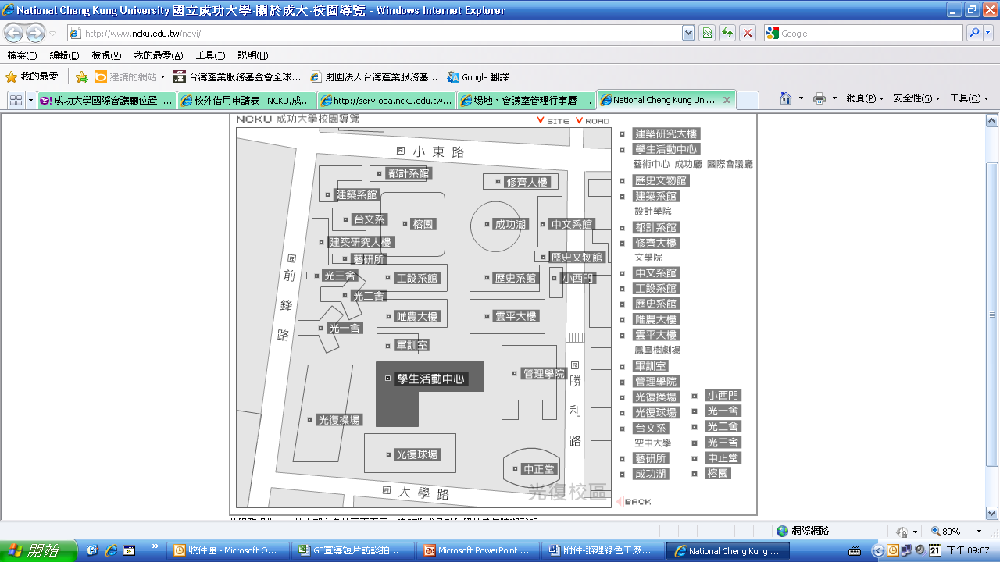 National Cheng Kung University 國立成功大學-關於成大-校園導覽 - Windows Internet Explorer
http://www.ncku.edu.tw/navi/
Google
檔案(F) 編輯(E) 檢視(V) 我的最愛(A) 工具(T) 說明(H)
我的最愛 建議的網站 台灣產業服務基金會全球... 財團法人台灣產業服務基... Google 翻譯
成功大學國際會議廳位置 -... 校外借用申請表 - NCKU,成... http://serv.oga.ncku.edu.tw... 場地、會議室管理行事曆 -... National Cheng Kung Uni... 網頁(P) 安全性(S) 工具(O)
NCKU 成功大學校園導覽 SITE ROAD
小東路
都計系館
修齊大樓
建築系館
台文系
榕園
成功湖
中文系館
建築研究大樓
藝研所
歷史文物館
光三舍
工設系館
歷史系館
小西門
光二舍
唯農大樓
雲平大樓
光一舍
軍訓室
前鋒路
學生活動中心
管理學院
勝利路
光復操場
光復球場
中正堂
大學路
光復校區
建築研究大樓
學生活動中心
藝術中心 成功廳 國際會議廳
歷史文物館
建築系館
設計學院
都計系館
修齊大樓
文學院
中文系館
工設系館
歷史系館
唯農大樓
雲平大樓
鳳凰樹劇場
軍訓室
管理學院
光復操場 小西門
光復球場 光一舍
台文系 光二舍
空中大學 光三舍
藝研所 中正堂
成功湖 榕園
BACK
網際網路 80%
開始 收件匣 - Microsoft O... GF宣導短片訪談拍... Microsoft PowerPoint ... 附件-辦理綠色工廠... National Cheng Kung ... 21 下午 09:07